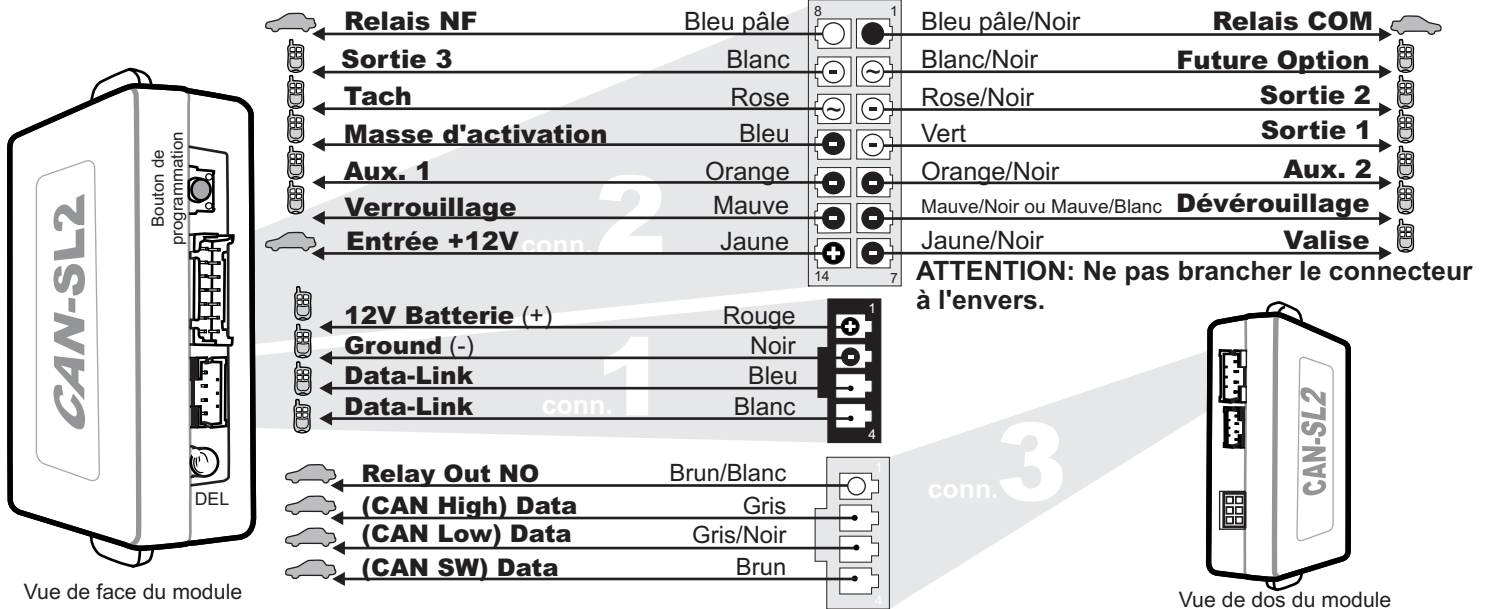 8 1
Relais NF Bleu pâle Bleu pâle/Noir Relais COM
Sortie 3 Blanc Blanc/Noir Future Option
Tach Rose Rose/Noir Sortie 2
Masse d'activation Bleu Vert Sortie 1
Aux. 1 Orange Orange/Noir Aux. 2
Verrouillage Mauve Mauve/Noir ou Mauve/Blanc Dévérouillage
Entrée +12V Jaune Jaune/Noir Valise
conn. 2
14 7
ATTENTION: Ne pas brancher le connecteur
à l'envers.
Bouton de
programmation
CAN-SL2
DEL
Vue de face du module
1
12V Batterie (+) Rouge
Ground (-) Noir
Data-Link Bleu
Data-Link Blanc
conn. 1
4
1
Relay Out NO Brun/Blanc
(CAN High) Data Gris
(CAN Low) Data Gris/Noir
(CAN SW) Data Brun
4
conn. 3
CAN-SL2
Vue de dos du module